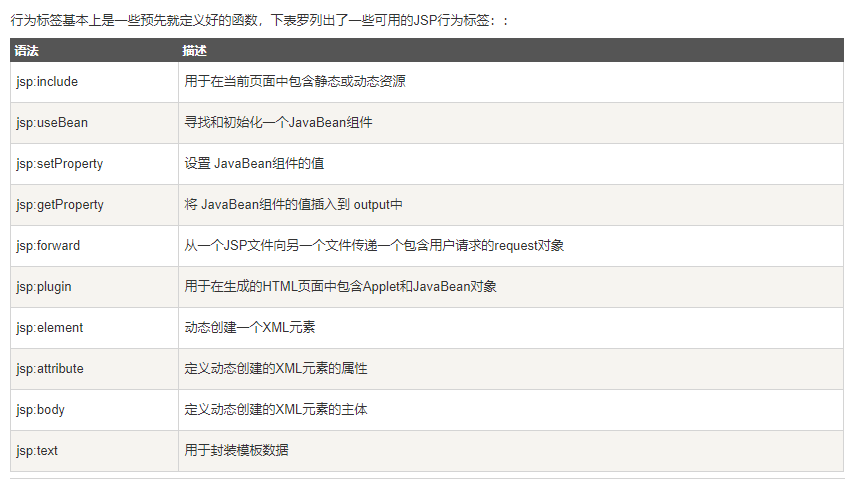 行为标签基本上是一些预先就定义好的函数，下表罗列出了一些可用的JSP行为标签：：
语法 描述
jsp:include 用于在当前页面中包含静态或动态资源
jsp:useBean 寻找和初始化一个JavaBean组件
jsp:setProperty 设置 JavaBean组件的值
jsp:getProperty 将 JavaBean组件的值插入到 output中
jsp:forward 从一个JSP文件向另一个文件传递一个包含用户请求的request对象
jsp:plugin 用于在生成的HTML页面中包含Applet和JavaBean对象
jsp:element 动态创建一个XML元素
jsp:attribute 定义动态创建的XML元素的属性
jsp:body 定义动态创建的XML元素的主体
jsp:text 用于封装模板数据